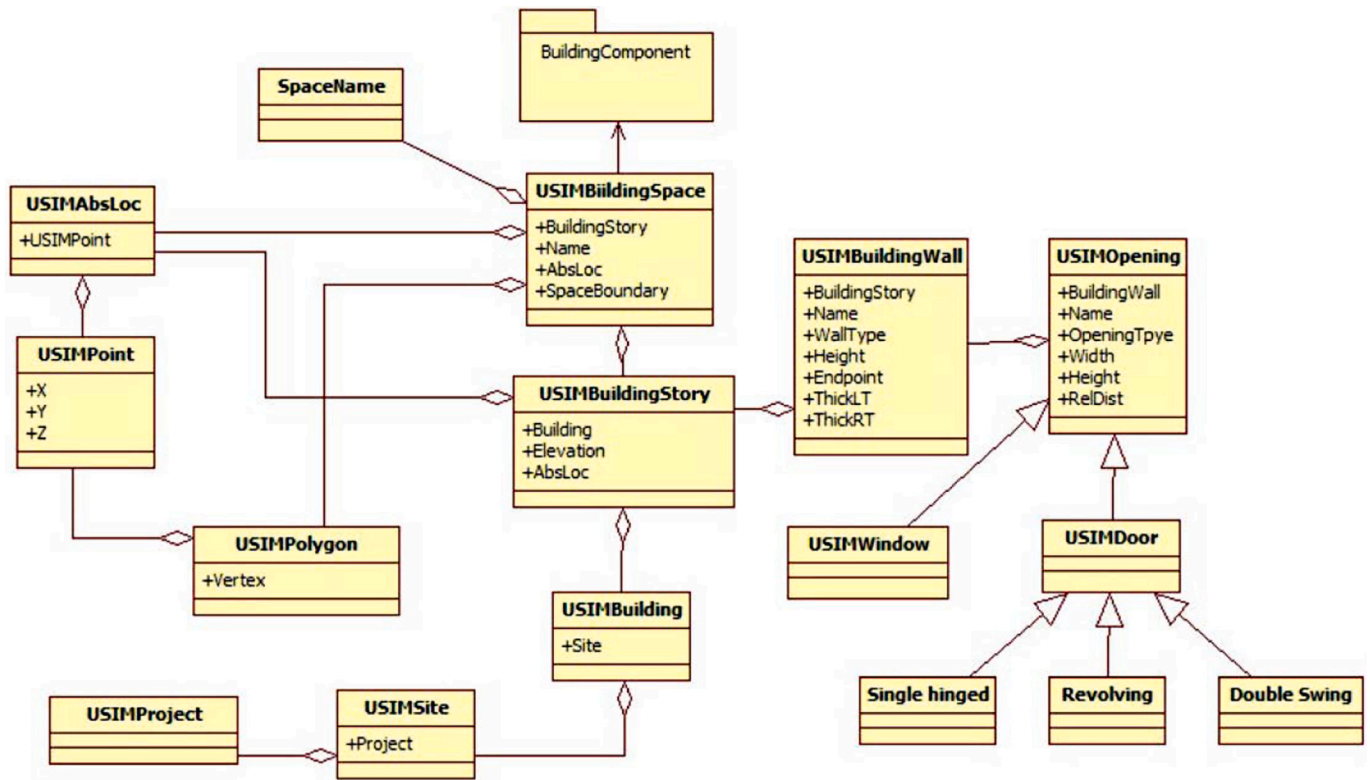 BuildingComponent
SpaceName
USIMBiildingSpace
+BuildingStory
+Name
+AbsLoc
+SpaceBoundary
USIMAbsLoc
+USIMPoint
USIMBuildingWall
+BuildingStory
+Name
+WallType
+Height
+Endpoint
+ThickLT
+ThickRT
USIMOpening
+BuildingWall
+Name
+OpeningTpye
+Width
+Height
+RelDist
USIMPoint
+X
+Y
+Z
USIMBuildingStory
+Building
+Elevation
+AbsLoc
USIMPolygon
+Vertex
USIMWindow
USIMDoor
USIMBuilding
+Site
USIMProject
USIMSite
+Project
Single hinged
Revolving
Double Swing